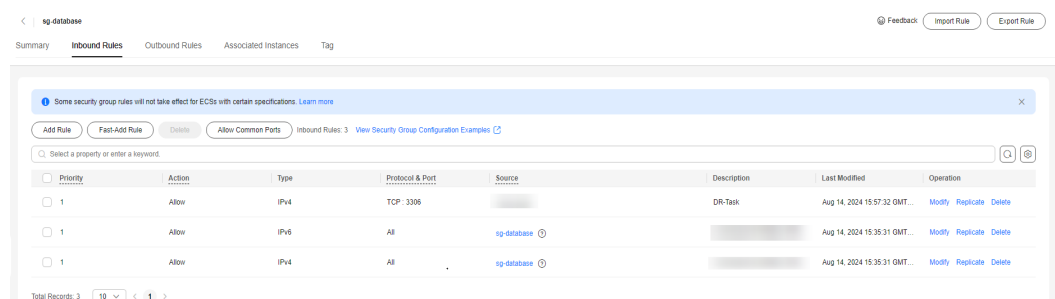 sg-database Feedback Import Rule Export Rule
Summary Inbound Rules Outbound Rules Associated Instances Tag
Some security group rules will not take effect for ECSs with certain specifications. Learn more
Add Rule Fast-Add Rule Delete Allow Common Ports Inbound Rules: 3 View Security Group Configuration Examples
Select a property or enter a keyword.
Priority Action Type Protocol & Port Source Description Last Modified Operation
1 Allow IPv4 TCP : 3306 DR-Task Aug 14, 2024 15:57:32 GMT... Modify Replicate Delete
1 Allow IPv6 All sg-database Aug 14, 2024 15:35:31 GMT... Modify Replicate Delete
1 Allow IPv4 All sg-database Aug 14, 2024 15:35:31 GMT... Modify Replicate Delete
Total Records: 3 10 1